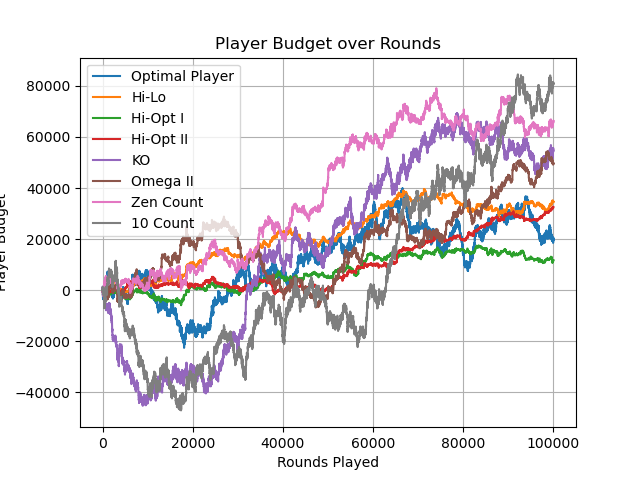 Player Budget over Rounds
80000
60000
40000
20000
0
−20000
−40000
Player Budget
Optimal Player
Hi-Lo
Hi-Opt I
Hi-Opt II
KO
Omega II
Zen Count
10 Count
0 20000 40000 60000 80000 100000
Rounds Played